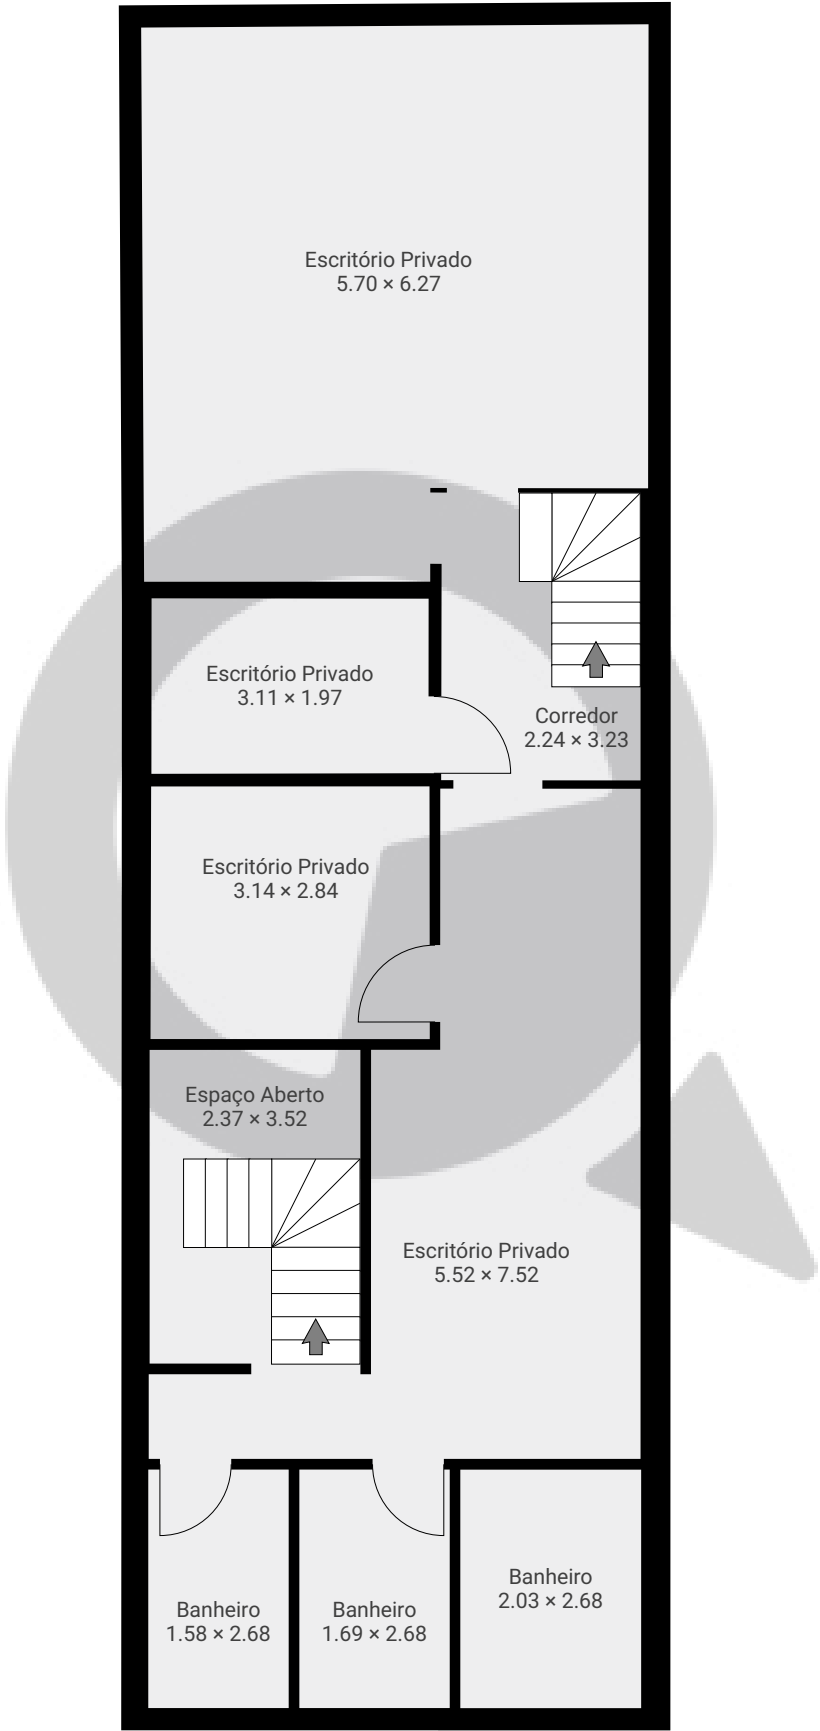 Escritório Privado
5.70 × 6.27
Escritório Privado
3.11 × 1.97
Corredor
2.24 × 3.23
Escritório Privado
3.14 × 2.84
Espaço Aberto
2.37 × 3.52
Escritório Privado
5.52 × 7.52
Banheiro
1.58 × 2.68
Banheiro
1.69 × 2.68
Banheiro
2.03 × 2.68